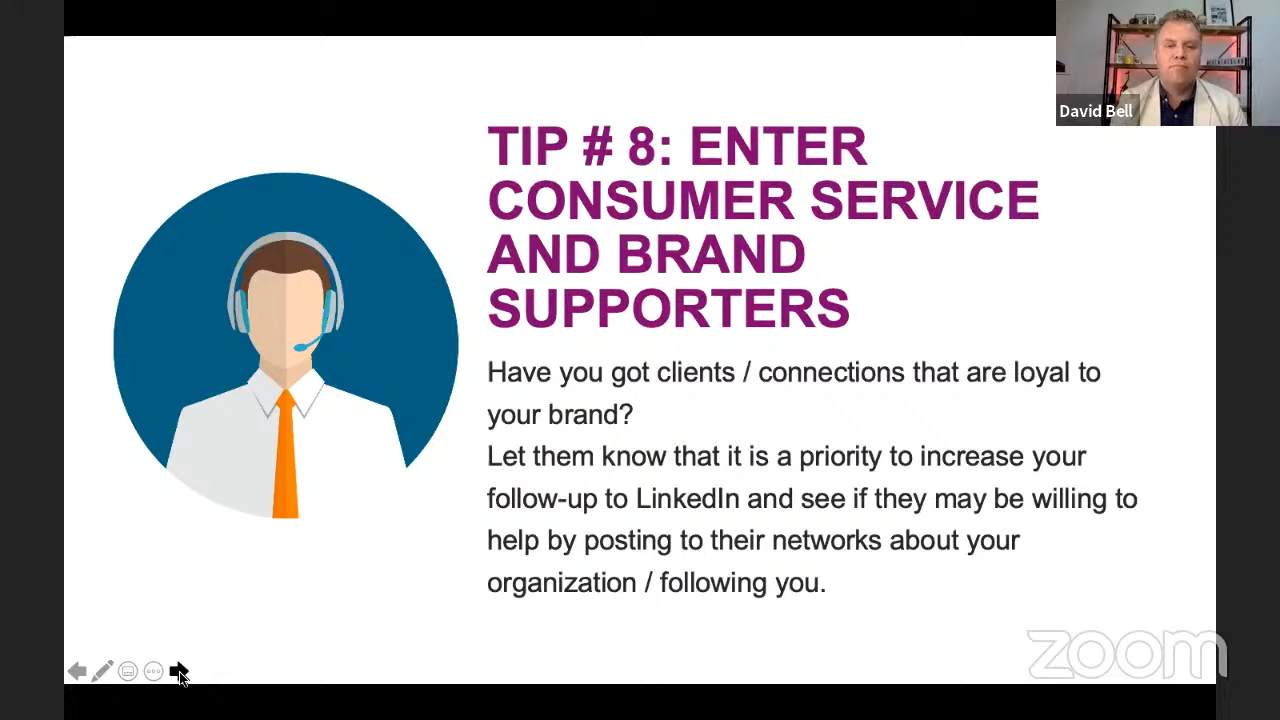 David Bell
TIP # 8: ENTER
CONSUMER SERVICE
AND BRAND
SUPPORTERS
Have you got clients / connections that are loyal to
your brand?
Let them know that it is a priority to increase your
follow-up to LinkedIn and see if they may be willing to
help by posting to their networks about your
organization / following you.
zoom